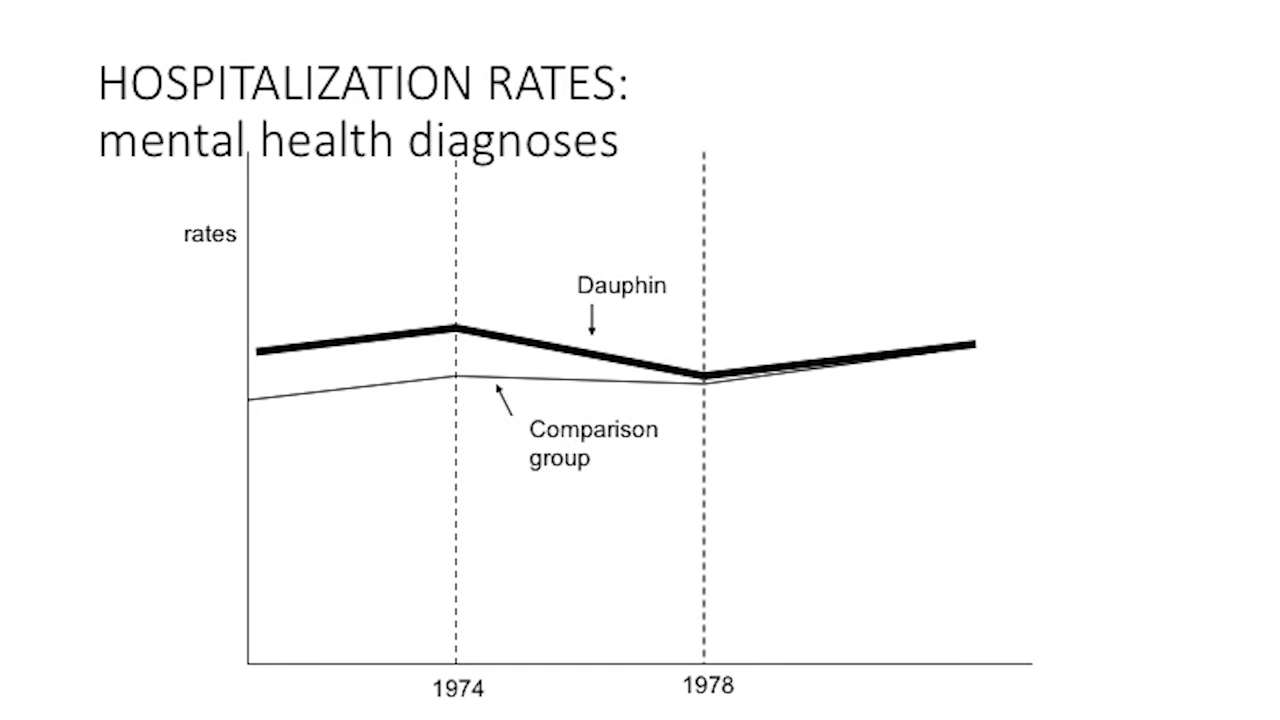 HOSPITALIZATION RATES:
mental health diagnoses
rates
Dauphin
Comparison
group
1974
1978